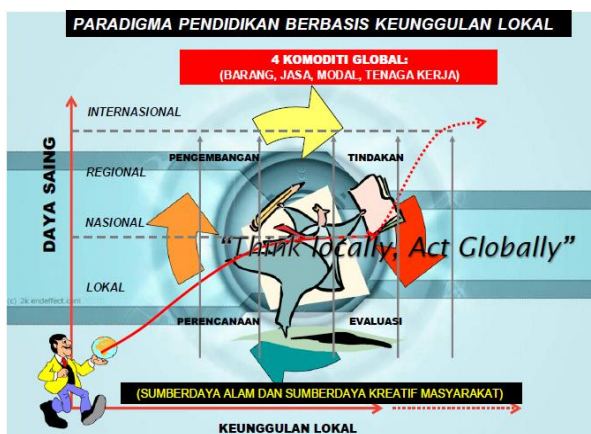 PARADIGMA PENDIDIKAN BERBASIS KEUNGGULAN LOKAL
4 KOMODITI GLOBAL:
(BARANG, JASA, MODAL, TENAGA KERJA)
INTERNASIONAL
PENGEMBANGAN
TINDAKAN
REGIONAL
DAYA SAING
NASIONAL
"Think locally, Act Globally"
LOKAL
(c) 2k.endeffect.com
PERENCANAAN
EVALUASI
(SUMBERDAYA ALAM DAN SUMBERDAYA KREATIF MASYARAKAT)
KEUNGGULAN LOKAL